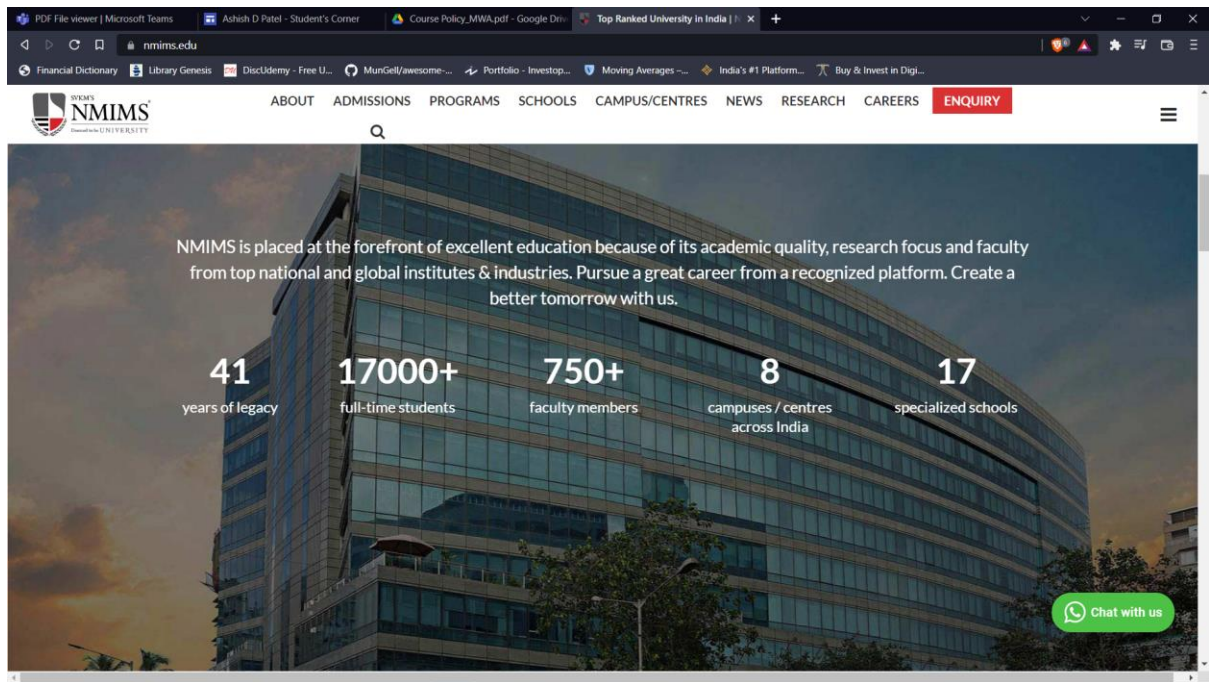 PDF File viewer | Microsoft Teams
Ashish D Patel - Student's Corner
Course Policy_MWA.pdf - Google Driv
Top Ranked University in India | N
nmims.edu
Financial Dictionary
Library Genesis
DiscUdemy - Free U...
MunGell/awesome-...
Portfolio - Investop...
Moving Averages –...
India's #1 Platform...
Buy & Invest in Digi...
SVKM'S
NMIMS
Deemed to be UNIVERSITY
ABOUT ADMISSIONS PROGRAMS SCHOOLS CAMPUS/CENTRES NEWS RESEARCH CAREERS ENQUIRY
NMIMS is placed at the forefront of excellent education because of its academic quality, research focus and faculty
from top national and global institutes & industries. Pursue a great career from a recognized platform. Create a
better tomorrow with us.
41
years of legacy
17000+
full-time students
750+
faculty members
8
campuses / centres
across India
17
specialized schools
Chat with us